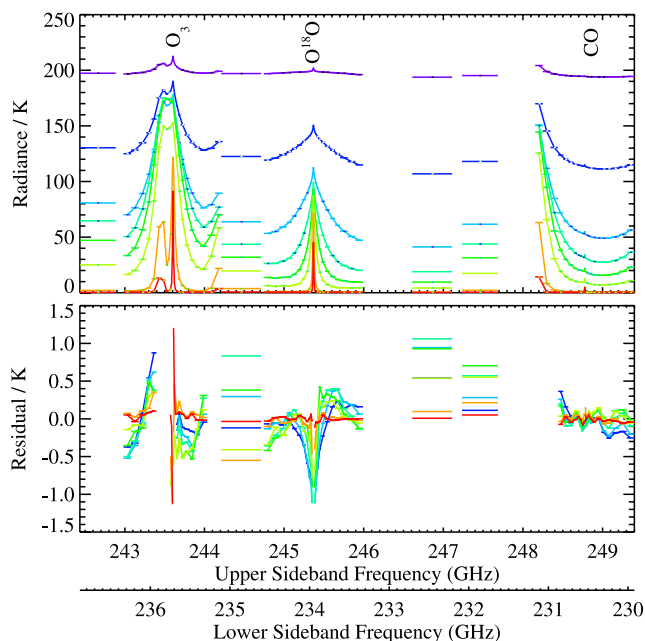 O₃
O¹⁸O
CO
Radiance / K
250
200
150
100
50
0
Residual / K
1.5
1.0
0.5
0.0
-0.5
-1.0
-1.5
243 244 245 246 247 248 249
Upper Sideband Frequency (GHz)
236 235 234 233 232 231 230
Lower Sideband Frequency (GHz)